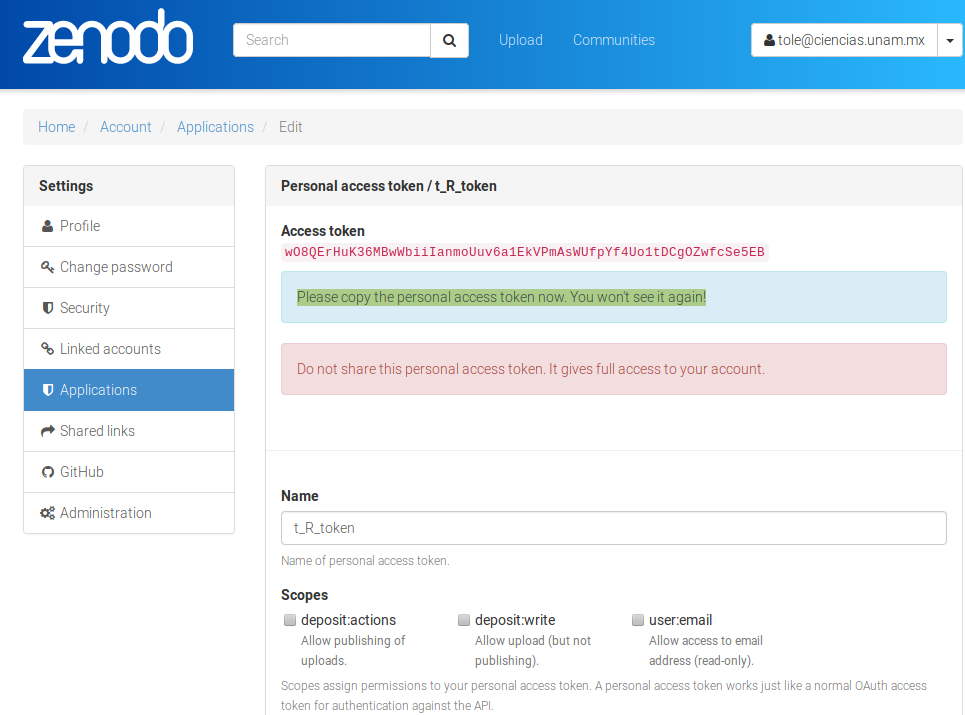 zenodo
Search
Upload
Communities
tole@ciencias.unam.mx
Home / Account / Applications / Edit
Settings
Profile
Change password
Security
Linked accounts
Applications
Shared links
GitHub
Administration
Personal access token / t_R_token
Access token
wO8QErHuK36MBwWbiiIanmoUuv6a1EkVPmAsWUfpYf4Uo1tDCgOZwfcSe5EB
Please copy the personal access token now. You won't see it again!
Do not share this personal access token. It gives full access to your account.
Name
t_R_token
Name of personal access token.
Scopes
deposit:actions
Allow publishing of
uploads.
deposit:write
Allow upload (but not
publishing).
user:email
Allow access to email
address (read-only).
Scopes assign permissions to your personal access token. A personal access token works just like a normal OAuth access
token for authentication against the API.